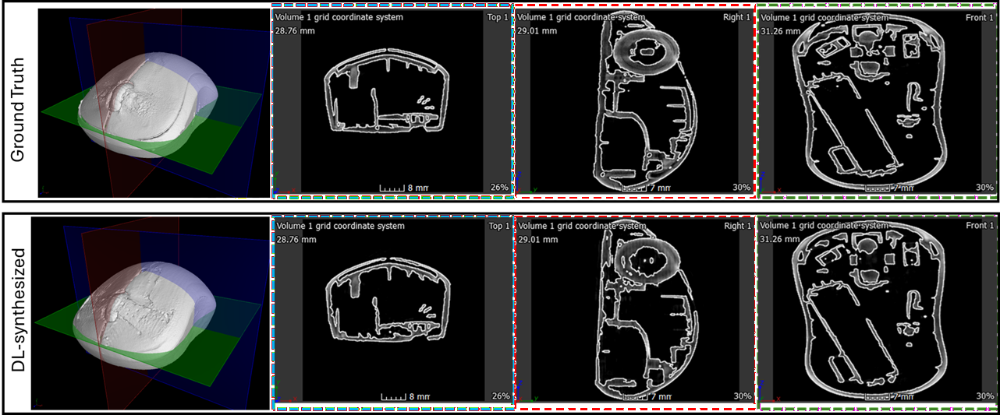 Ground Truth
Volume 1 grid coordinate system
Top 1
28.76 mm
8 mm
26%
Volume 1 grid coordinate system
Right 1
29.01 mm
7 mm
30%
Volume 1 grid coordinate system
Front 1
31.26 mm
7 mm
30%
DL-synthesized
Volume 1 grid coordinate system
Top 1
28.76 mm
8 mm
26%
Volume 1 grid coordinate system
Right 1
29.01 mm
7 mm
30%
Volume 1 grid coordinate system
Front 1
31.26 mm
7 mm
30%